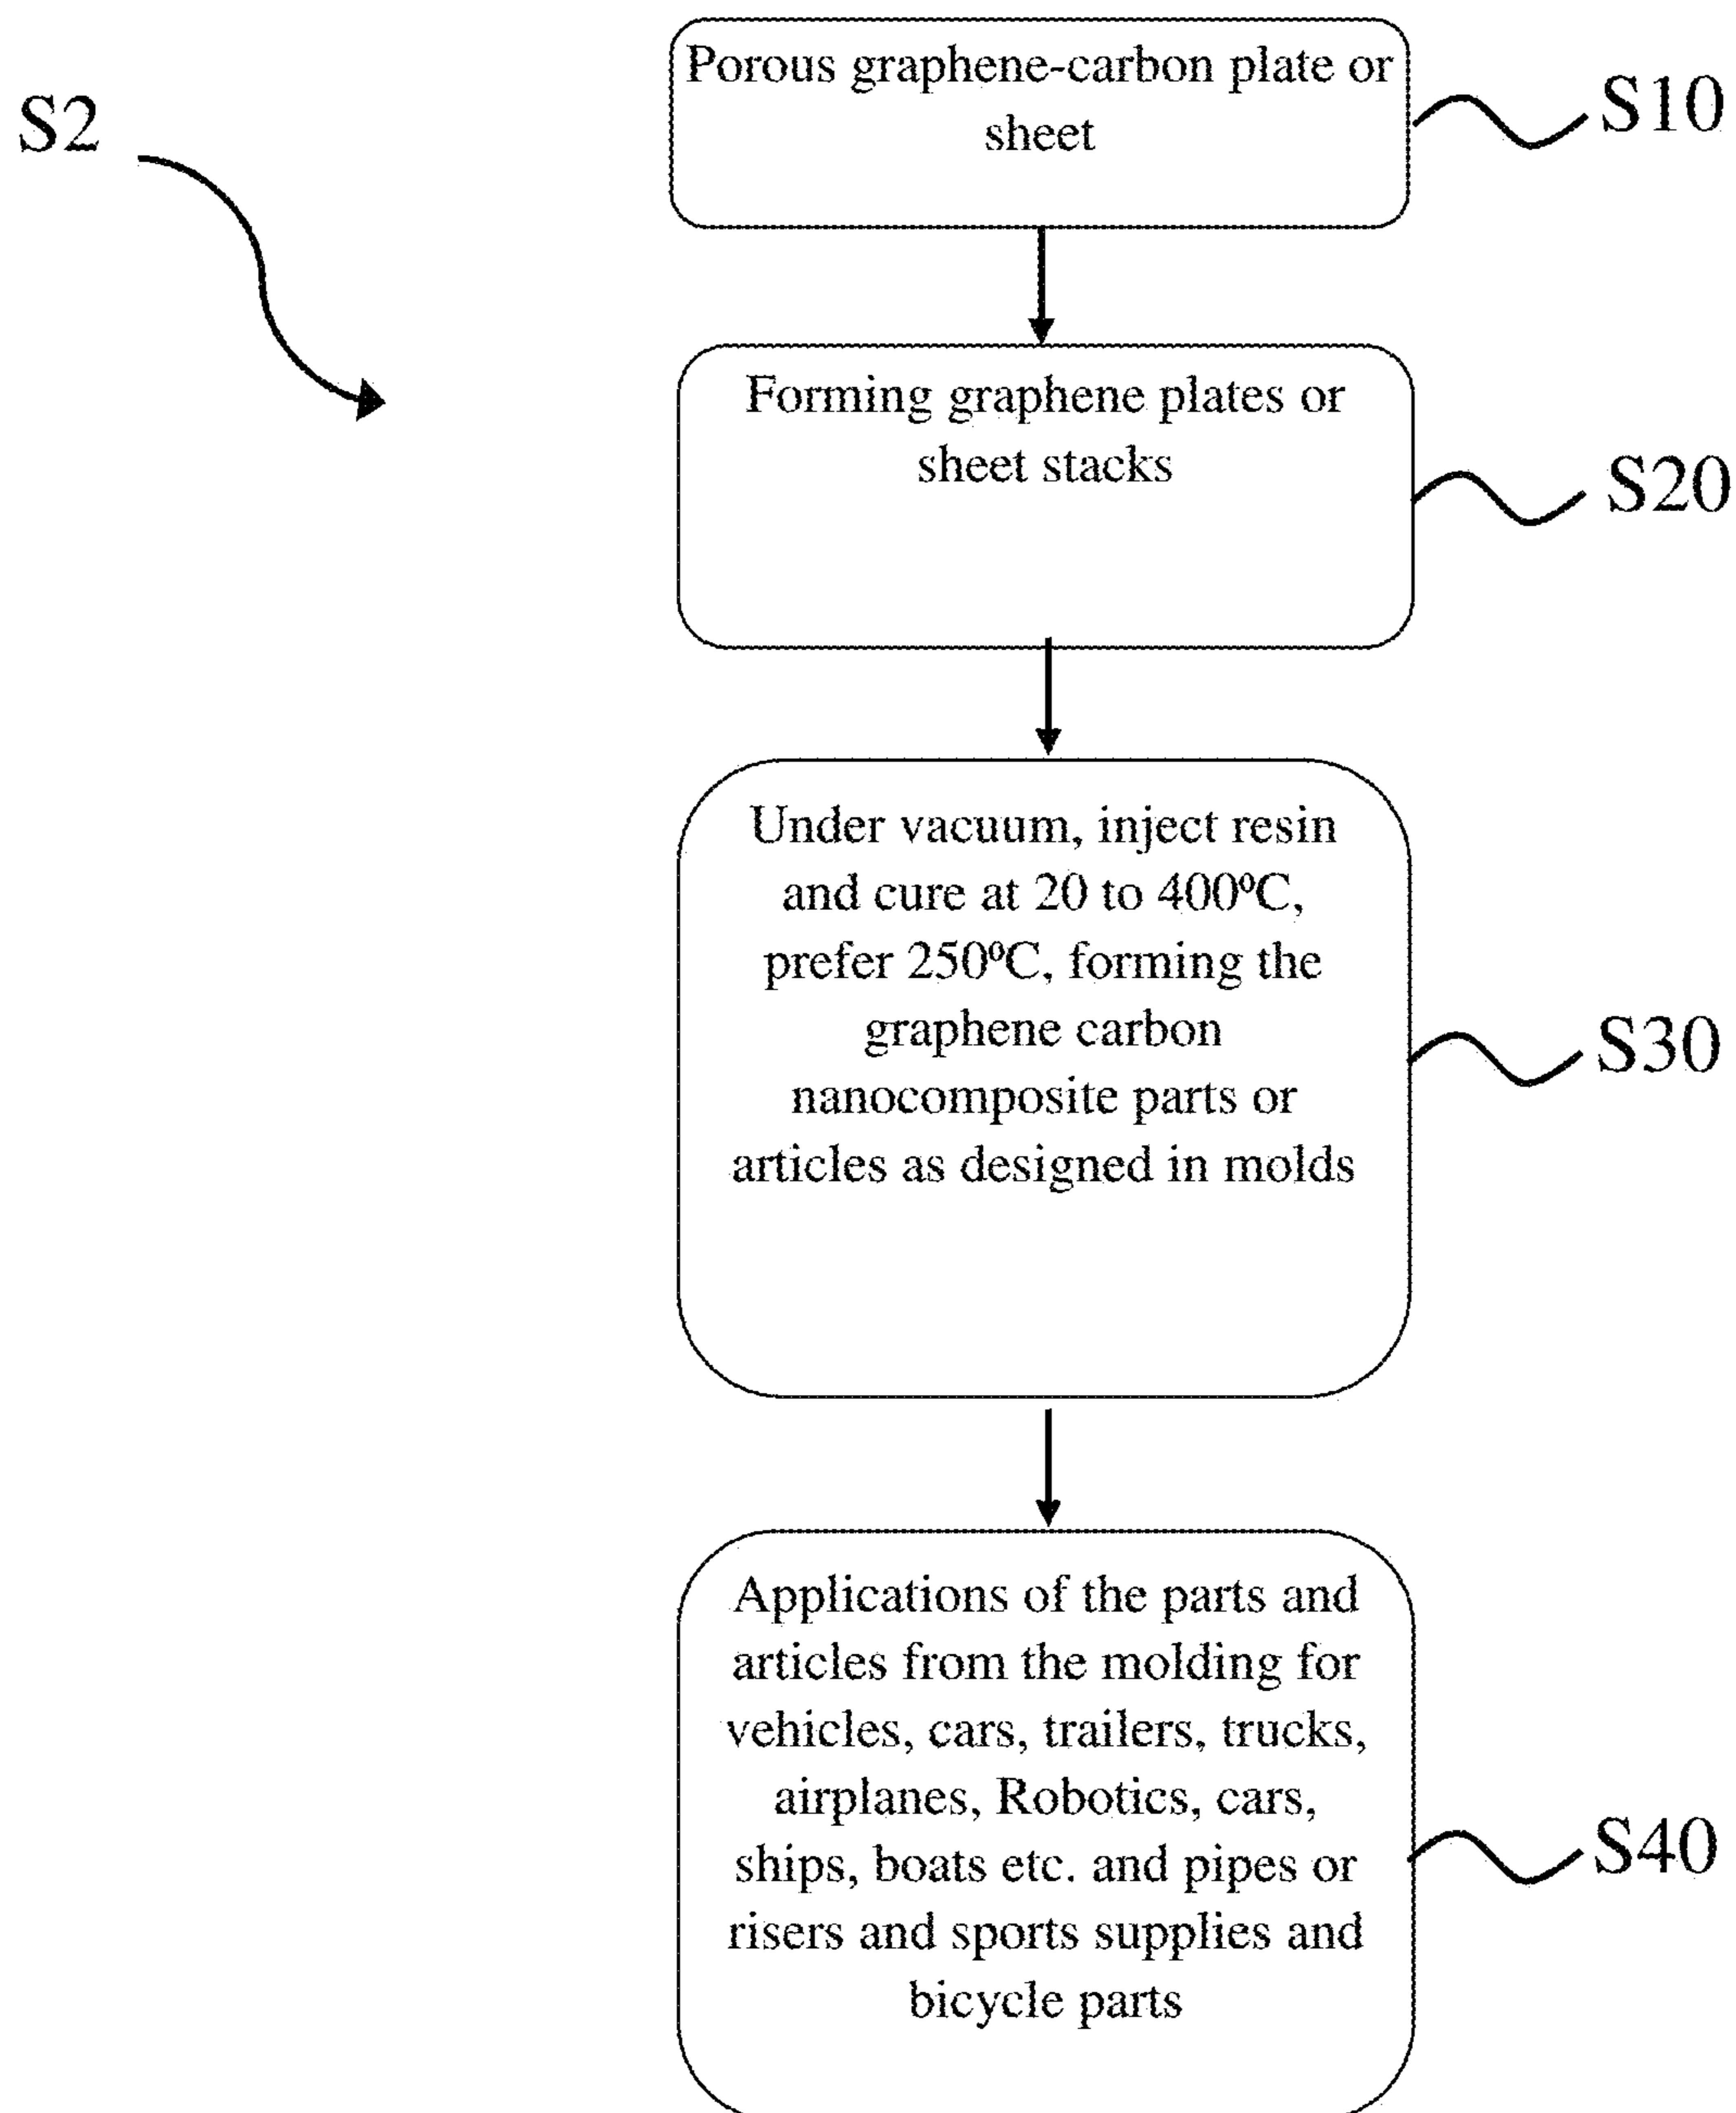 S2
Porous graphene-carbon plate or
sheet
S10
Forming graphene plates or
sheet stacks
S20
Under vacuum, inject resin
and cure at 20 to 400⁰C,
prefer 250⁰C, forming the
graphene carbon
nanocomposite parts or
articles as designed in molds
S30
Applications of the parts and
articles from the molding for
vehicles, cars, trailers, trucks,
airplanes, Robotics, cars,
ships, boats etc. and pipes or
risers and sports supplies and
bicycle parts
S40